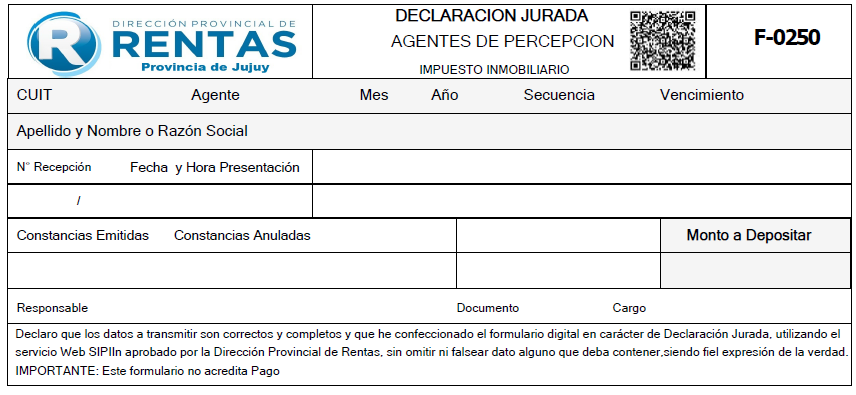 DIRECCIÓN PROVINCIAL DE
RENTAS
Provincia de Jujuy
DECLARACION JURADA
AGENTES DE PERCEPCION
IMPUESTO INMOBILIARIO
F-0250
CUIT Agente Mes Año Secuencia Vencimiento
Apellido y Nombre o Razón Social
N° Recepción Fecha y Hora Presentación
/
Constancias Emitidas Constancias Anuladas Monto a Depositar
Responsable Documento Cargo
Declaro que los datos a transmitir son correctos y completos y que he confeccionado el formulario digital en carácter de Declaración Jurada, utilizando el
servicio Web SIPIIn aprobado por la Dirección Provincial de Rentas, sin omitir ni falsear dato alguno que deba contener,siendo fiel expresión de la verdad.
IMPORTANTE: Este formulario no acredita Pago